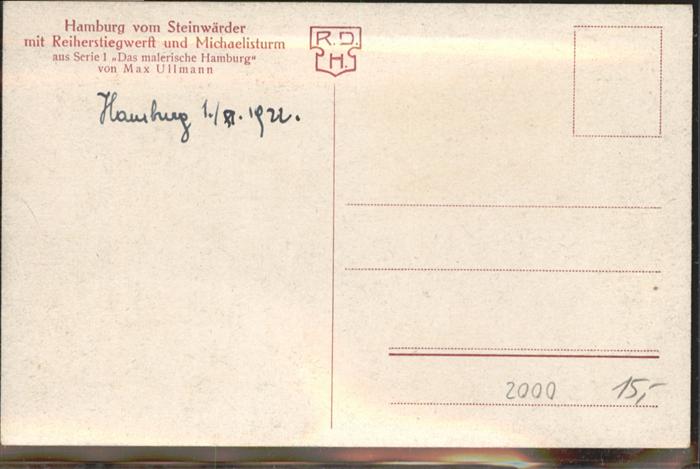 Hamburg vom Steinwärder
mit Reiherstiegwerft und Michaelisturm
aus Serie 1 „Das malerische Hamburg“
von Max Ullmann
R. D.
H.
Hamburg 1./XI. 1922.
2000 15,-